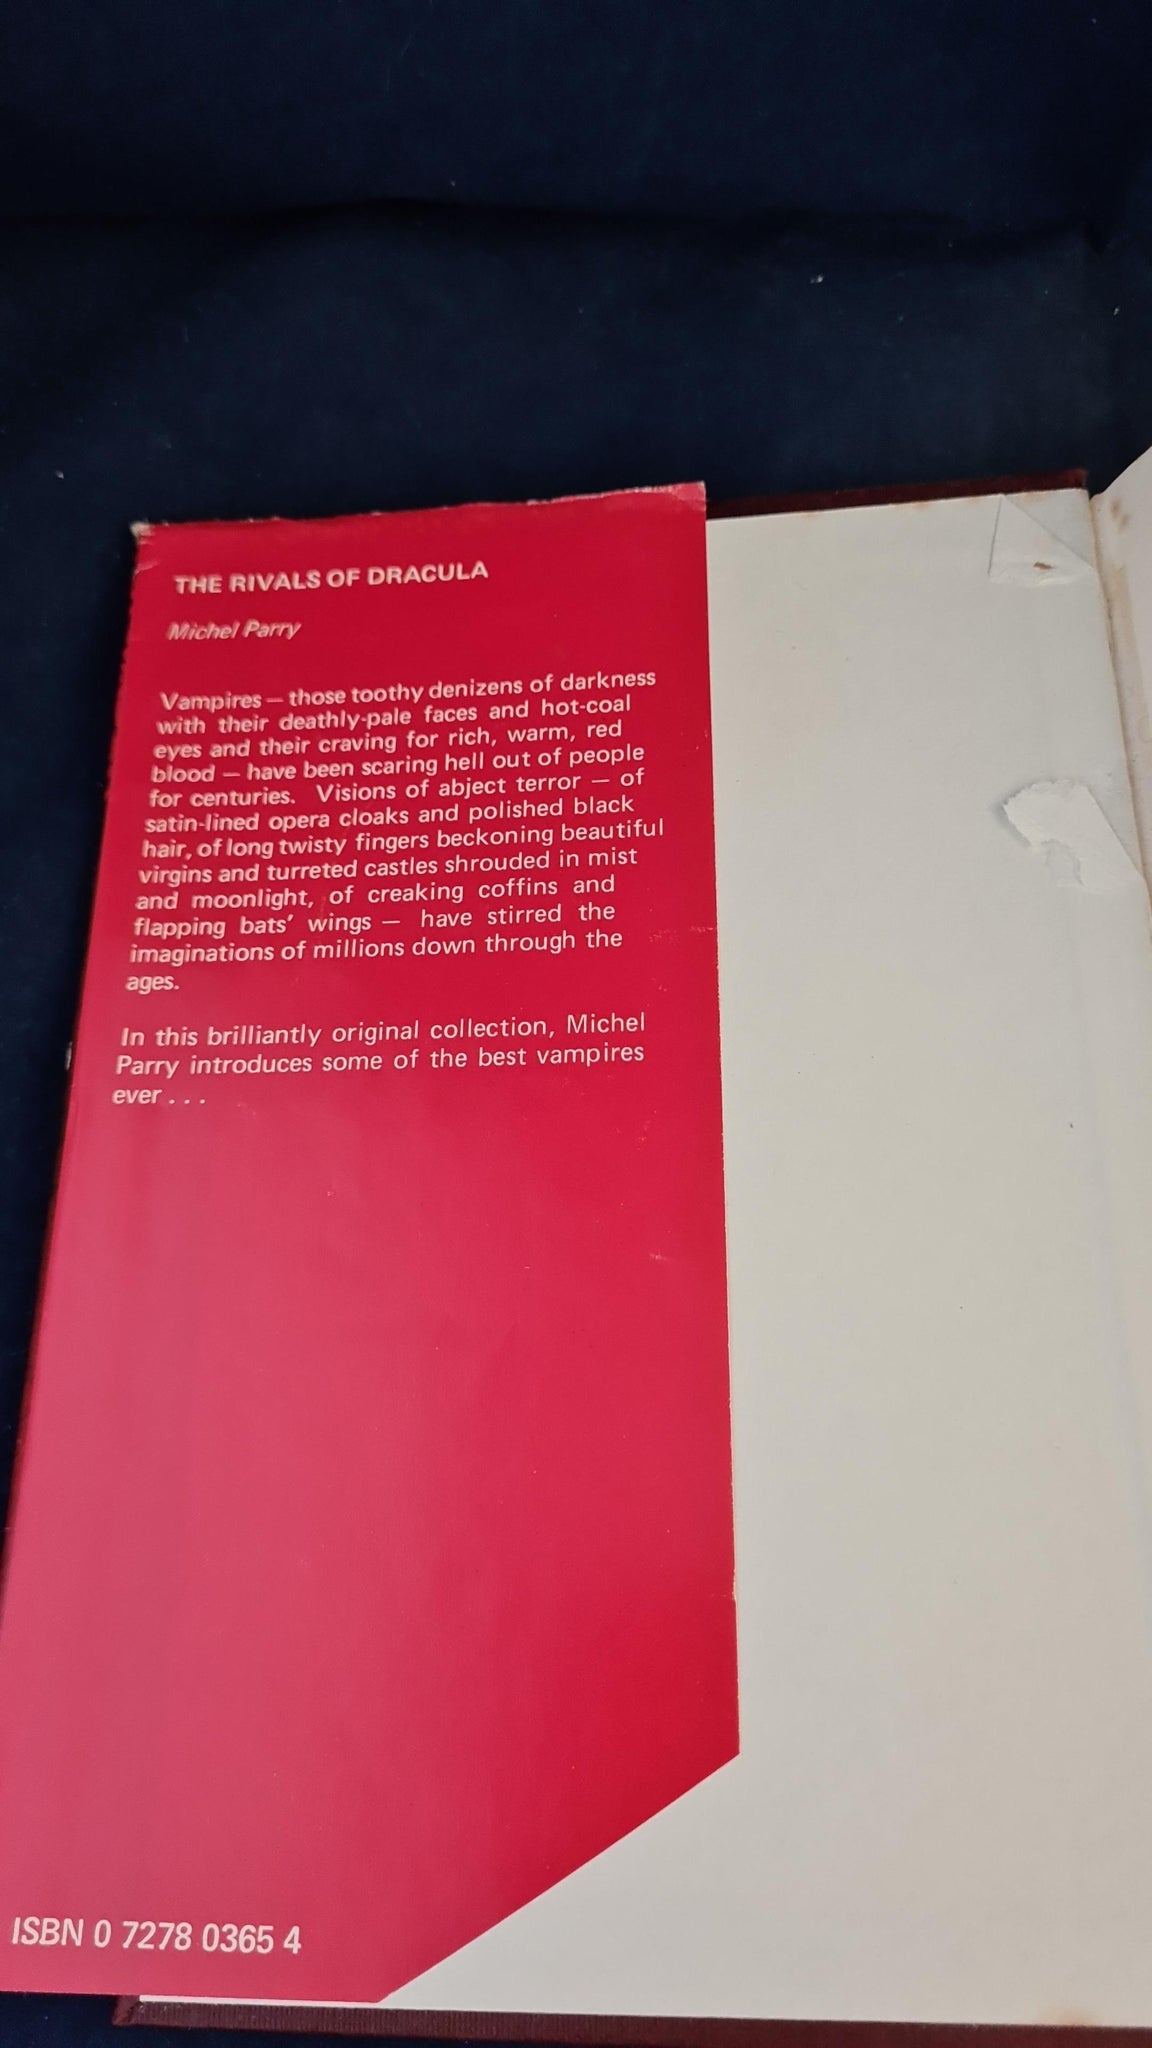 THE RIVALS OF DRACULA
Michel Parry
Vampires – those toothy denizens of darkness
with their deathly-pale faces and hot-coal
eyes and their craving for rich, warm, red
blood – have been scaring hell out of people
for centuries. Visions of abject terror – of
satin-lined opera cloaks and polished black
hair, of long twisty fingers beckoning beautiful
virgins and turreted castles shrouded in mist
and moonlight, of creaking coffins and
flapping bats' wings – have stirred the
imaginations of millions down through the
ages.
In this brilliantly original collection, Michel
Parry introduces some of the best vampires
ever . . .
ISBN 0 7278 0365 4